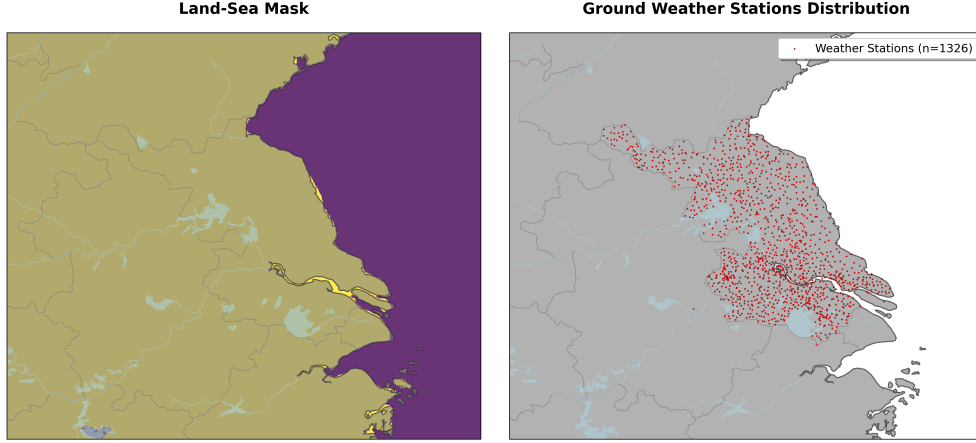 Land-Sea Mask
Ground Weather Stations Distribution
Weather Stations (n=1326)